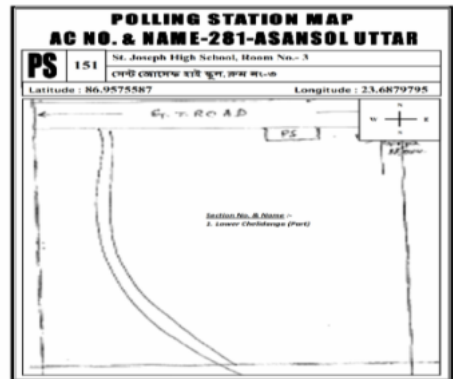 POLLING STATION MAP
AC NO. & NAME-281-ASANSOL UTTAR
PS
151
St. Joseph High School, Room No.- 3
সেন্ট জোসেফ হাই স্কুল, রুম নং-৩
Latitude : 86.9575587
Longitude : 23.6879795
G.T. ROAD
N
W
E
S
PS
Section No. & Name :-
1. Lower Chelidanga (Part)